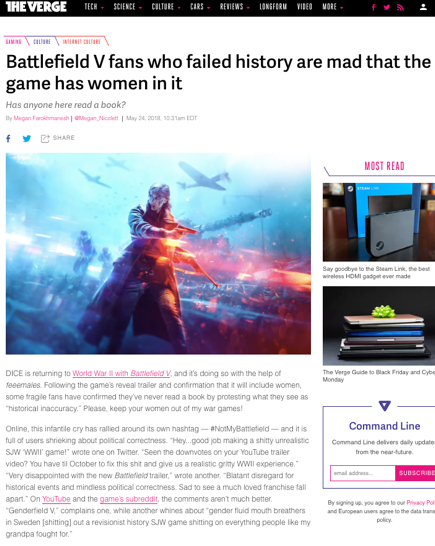 THE VERGE TECH SCIENCE CULTURE CARS REVIEWS LONGFORM VIDEO MORE
GAMING CULTURE INTERNET CULTURE
Battlefield V fans who failed history are mad that the
game has women in it
Has anyone here read a book?
By Megan Farokhmanesh | @Megan_Nicolett | May 24, 2018, 10:31am EDT
SHARE
MOST READ
STEAM LINK
Say goodbye to the Steam Link, the best
wireless HDMI gadget ever made
The Verge Guide to Black Friday and Cybe
Monday
DICE is returning to World War II with Battlefield V, and it's doing so with the help of
feeemales. Following the game's reveal trailer and confirmation that it will include women,
some fragile fans have confirmed they've never read a book by protesting what they see as
"historical inaccuracy." Please, keep your women out of my war games!
Online, this infantile cry has rallied around its own hashtag — #NotMyBattlefield — and it is
full of users shrieking about political correctness. "Hey...good job making a shitty unrealistic
SJW 'WWII' game!" wrote one on Twitter. "Seen the downvotes on your YouTube trailer
video? You have til October to fix this shit and give us a realistic gritty WWII experience."
"Very disappointed with the new Battlefield trailer," wrote another. "Blatant disregard for
historical events and mindless political correctness. Sad to see a much loved franchise fall
apart." On YouTube and the game's subreddit, the comments aren't much better.
"Genderfield V," complains one, while another whines about "gender fluid mouth breathers
in Sweden [shitting] out a revisionist history SJW game shitting on everything people like my
grandpa fought for."
Command Line
Command Line delivers daily update
from the near-future.
email address... SUBSCRIBE
By signing up, you agree to our Privacy Pol
and European users agree to the data trans
policy.